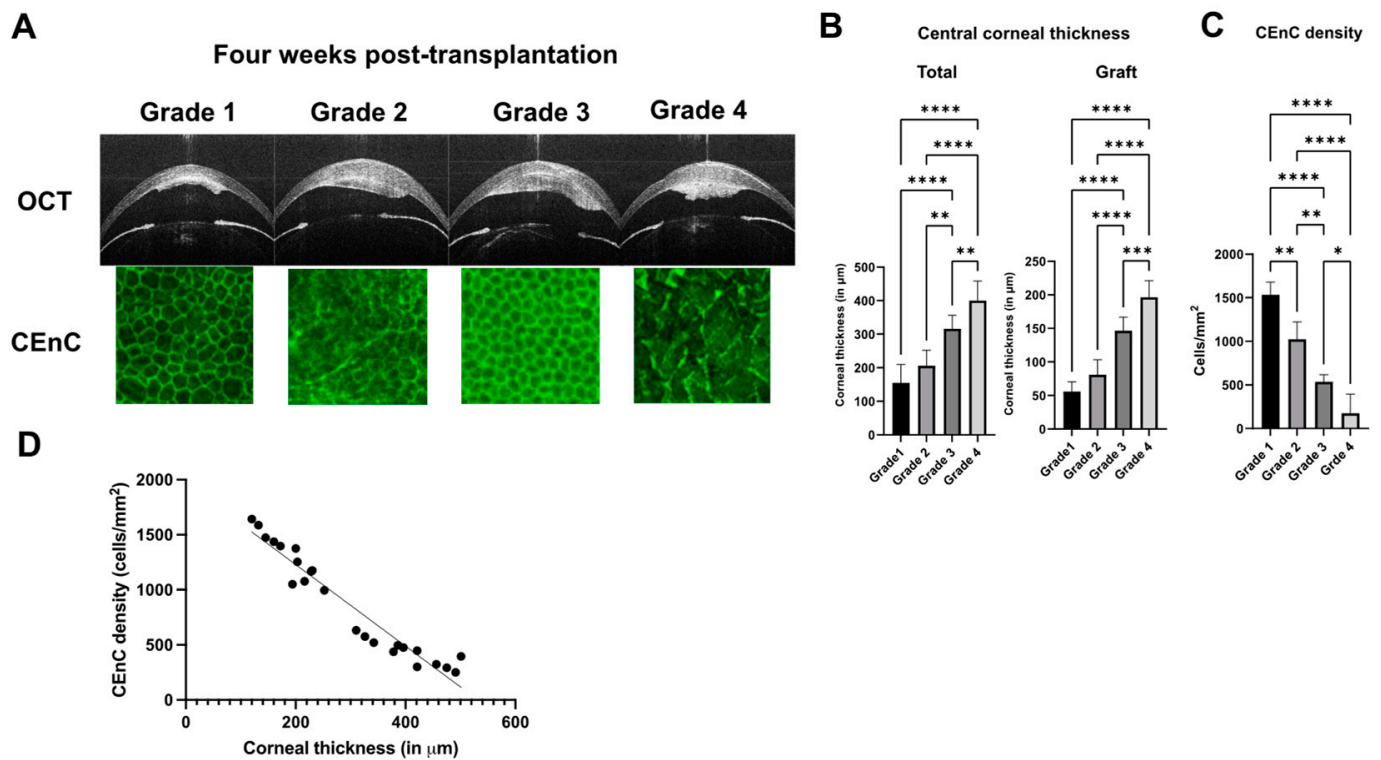 A
Four weeks post-transplantation
Grade 1
Grade 2
Grade 3
Grade 4
OCT
CEnC
B
Central corneal thickness
Total
****
****
****
**
**
Corneal thickness (in µm)
500
400
300
200
100
0
Grade1
Grade 2
Grade 3
Grade 4
Graft
****
****
****
****
***
Corneal thickness (in µm)
250
200
150
100
50
0
Grade1
Grade 2
Grade 3
Grade 4
C
CEnC density
****
****
****
**
**
*
Cells/mm²
2000
1500
1000
500
0
Grade 1
Grade 2
Grade 3
Grde 4
D
CEnC density (cells/mm²)
2000
1500
1000
500
0
0
200
400
600
Corneal thickness (in µm)